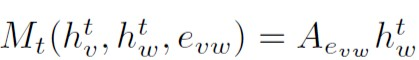 $M_t(h_v^t, h_w^t, e_{vw}) = A_{e_{vw}} h_w^t$